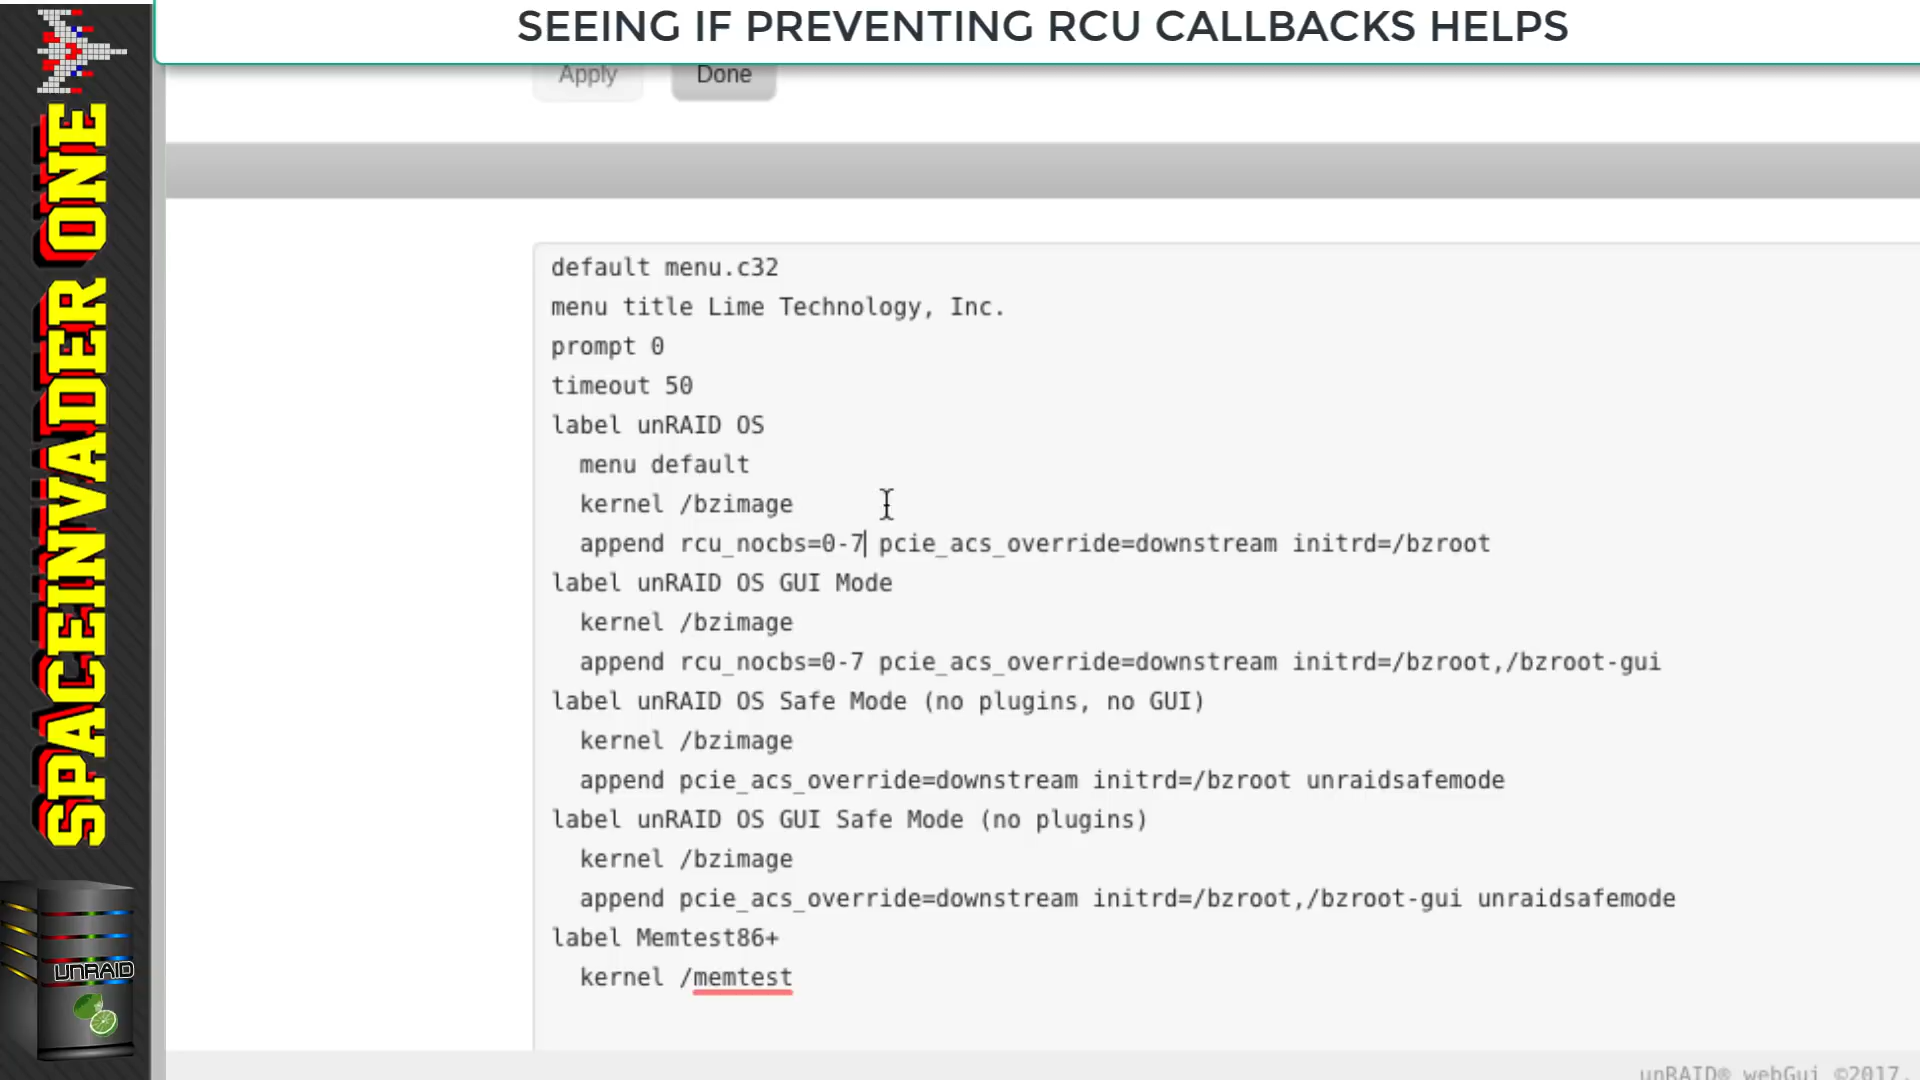 SEEING IF PREVENTING RCU CALLBACKS HELPS
SPACEINVADER ONE
Apply
Done
default menu.c32
menu title Lime Technology, Inc.
prompt 0
timeout 50
label unRAID OS
menu default
kernel /bzimage
append rcu_nocbs=0-7 pcie_acs_override=downstream initrd=/bzroot
label unRAID OS GUI Mode
kernel /bzimage
append rcu_nocbs=0-7 pcie_acs_override=downstream initrd=/bzroot,/bzroot-gui
label unRAID OS Safe Mode (no plugins, no GUI)
kernel /bzimage
append pcie_acs_override=downstream initrd=/bzroot unraidsafemode
label unRAID OS GUI Safe Mode (no plugins)
kernel /bzimage
append pcie_acs_override=downstream initrd=/bzroot,/bzroot-gui unraidsafemode
label Memtest86+
kernel /memtest
UNRAID
unRAID® webGui ©2017,